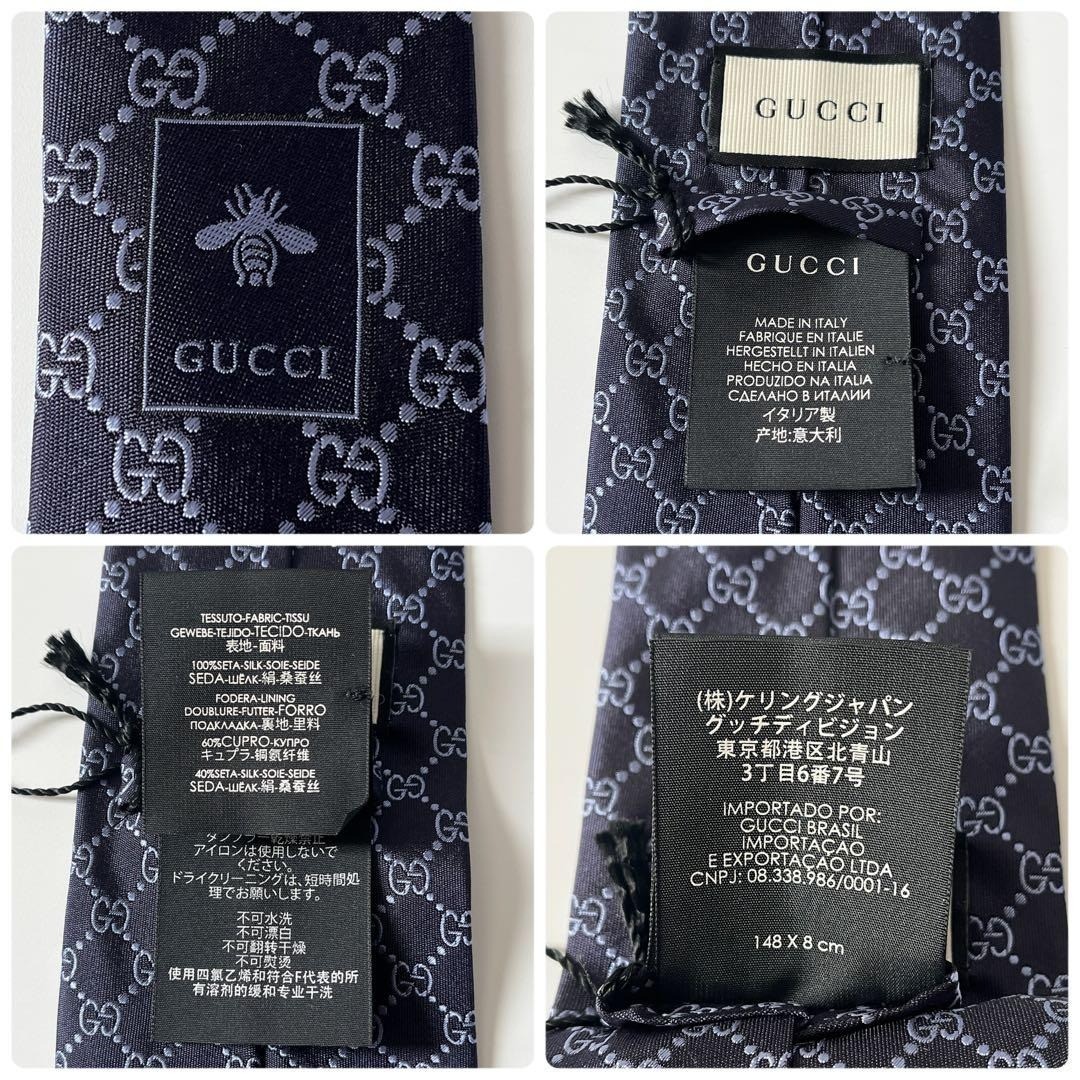 GUCCI
GUCCI
GUCCI
MADE IN ITALY
FABRIQUE EN ITALIE
HERGESTELLT IN ITALIEN
HECHO EN ITALIA
PRODUZIDO NA ITALIA
СДЕЛАНО В ИТАЛИИ
イタリア製
产地:意大利
TESSUTO-FABRIC-TISSU
GEWEBE-TEJIDO-TECIDO-ТКАНЬ
表地-面料
100%SETA-SILK-SOIE-SEIDE
SEDA-ШЁЛК-絹-桑蚕丝
FODERA-LINING
DOUBLURE-FUTTER-FORRO
ПОДКЛАДКА-裏地-里料
60%CUPRO-КУПРО
キュプラ-铜氨纤维
40%SETA-SILK-SOIE-SEIDE
SEDA-ШЁЛК-絹-桑蚕丝
タンブラー乾燥禁止
アイロンは使用しないで
ください。
ドライクリーニングは、短時間処
理でお願いします。
不可水洗
不可漂白
不可翻转干燥
不可熨烫
使用四氯乙烯和符合F代表的所
有溶剂的缓和专业干洗
(株)ケリングジャパン
グッチディビジョン
東京都港区北青山
3丁目6番7号
IMPORTADO POR:
GUCCI BRASIL
IMPORTAÇAO
E EXPORTAÇAO LTDA
CNPJ: 08.338.986/0001-16
148 X 8 cm